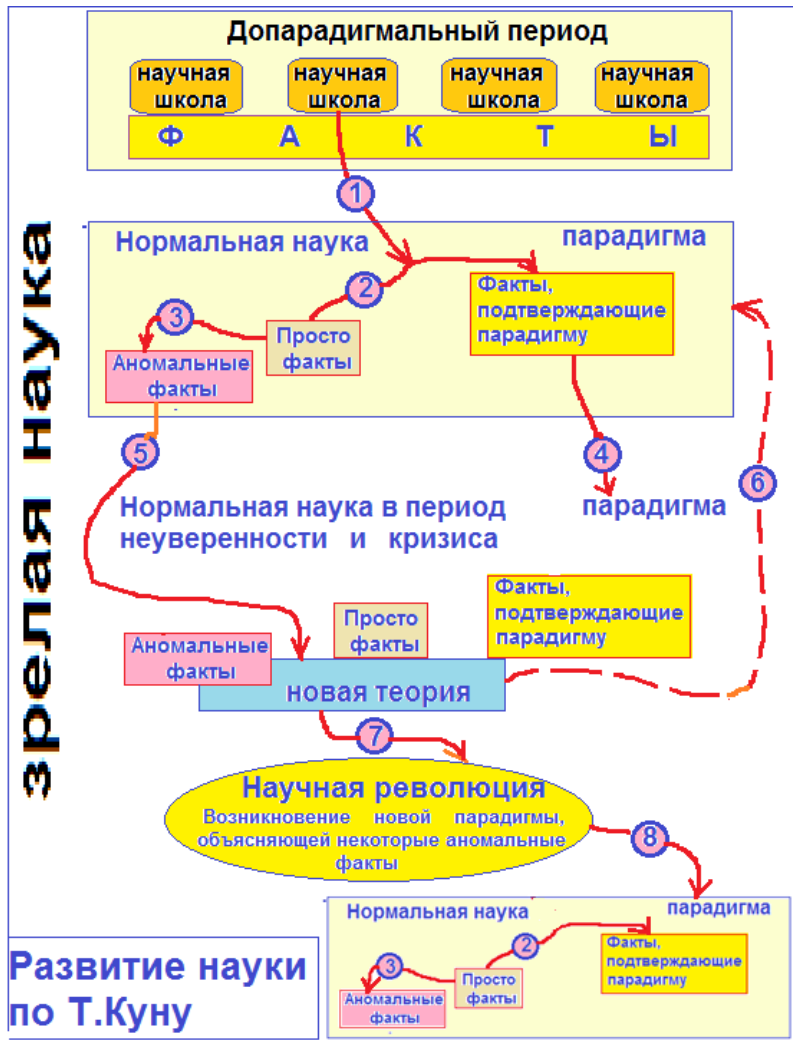 Допарадигмальный период
научная
школа
научная
школа
научная
школа
научная
школа
Ф А К Т Ы
1
зрелая наука
Нормальная наука
парадигма
2
3
Факты,
подтверждающие
парадигму
Просто
факты
Аномальные
факты
5
4
6
парадигма
Нормальная наука в период
неуверенности и кризиса
Факты,
подтверждающие
парадигму
Просто
факты
Аномальные
факты
новая теория
7
Научная революция
Возникновение новой парадигмы,
объясняющей некоторые аномальные
факты
8
Нормальная наука
парадигма
2
3
Факты,
подтверждающие
парадигму
Просто
факты
Аномальные
факты
Развитие науки
по Т.Куну